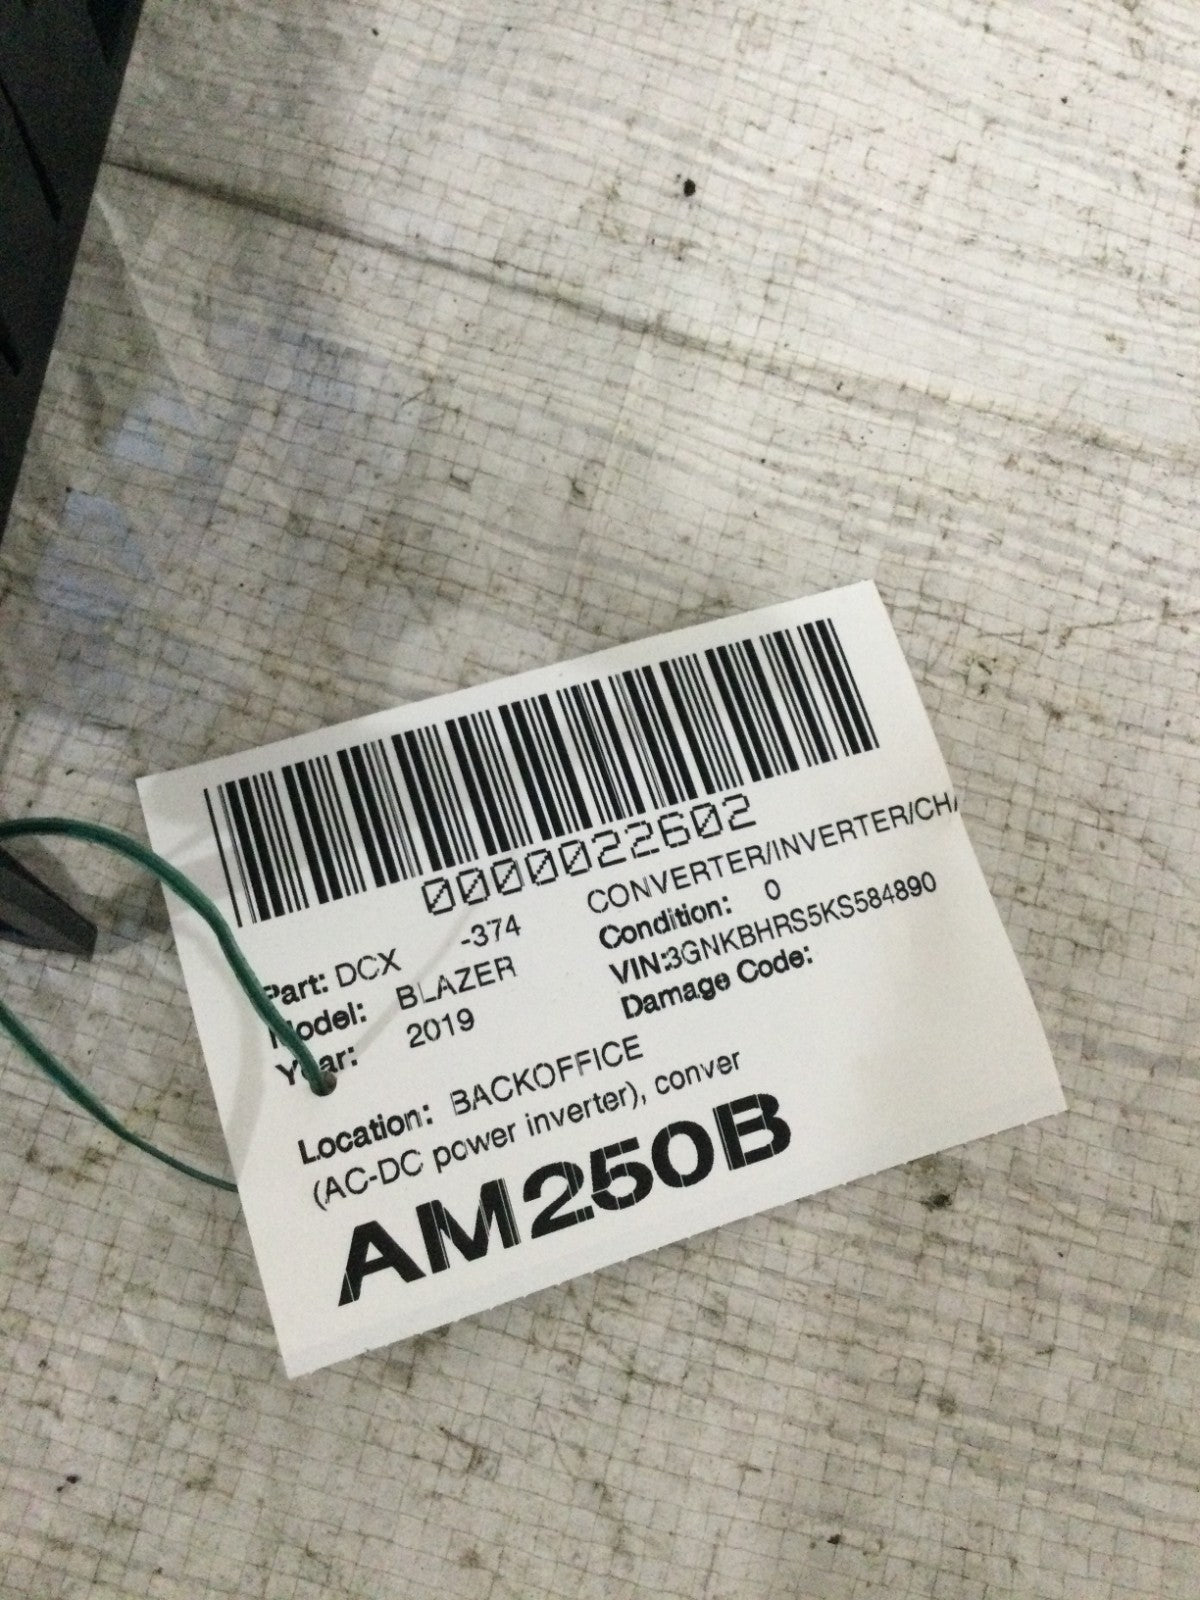 0000022602
Part: DCX -374 CONVERTER/INVERTER/CHA
Model: BLAZER Condition: 0
Year: 2019 VIN:3GNKBHRS5KS584890
Damage Code:
Location: BACKOFFICE
(AC-DC power inverter), conver
AM250B